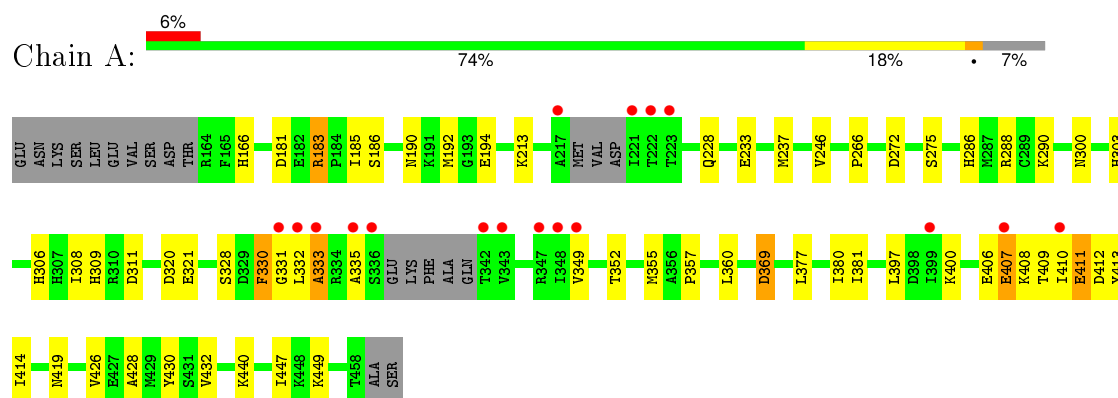 6%
Chain A:
74% 18% • 7%
GLU ASN LYS SER LEU GLU VAL SER ASP THR R164 F165 H166 D181 E182 R183 P184 I185 S186 N190 K191 M192 G193 E194 K213 A217 MET VAL ASP I221 T222 T223 Q228 E233 M237 V246 P266 D272 S275 H286 M287 R288 C289 K290 N300
H306 H307 I308 H309 R310 D311 D320 E321 S328 D329 F330 G331 L332 A333 R334 A335 S336 GLU LYS PHE ALA GLN T342 V343 R347 I348 V349 T352 M355 A356 P357 L360 D369 L377 I380 I381 L397 D398 I399 K400 E406 E407 K408 T409 I410 E411 D412 Y413
I414 N419 V426 E427 A428 M429 Y430 S431 V432 K440 I447 K448 K449 T458 ALA SER